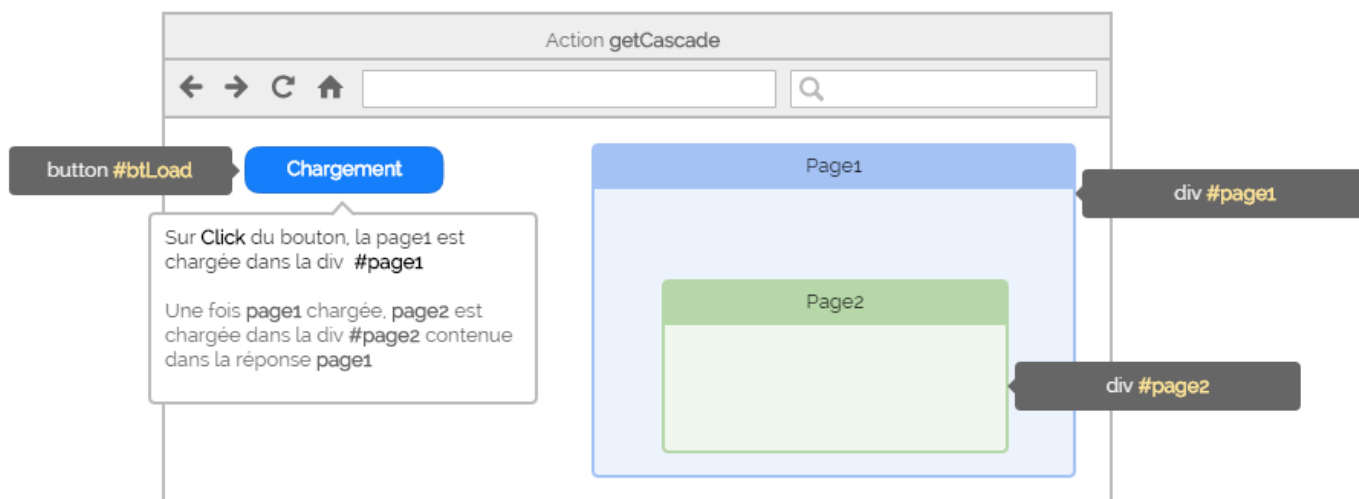 Action getCascade
button #btLoad
Chargement
Page1
div #page1
Sur Click du bouton, la page1 est
chargée dans la div #page1
Une fois page1 chargée, page2 est
chargée dans la div #page2 contenue
dans la réponse page1
Page2
div #page2